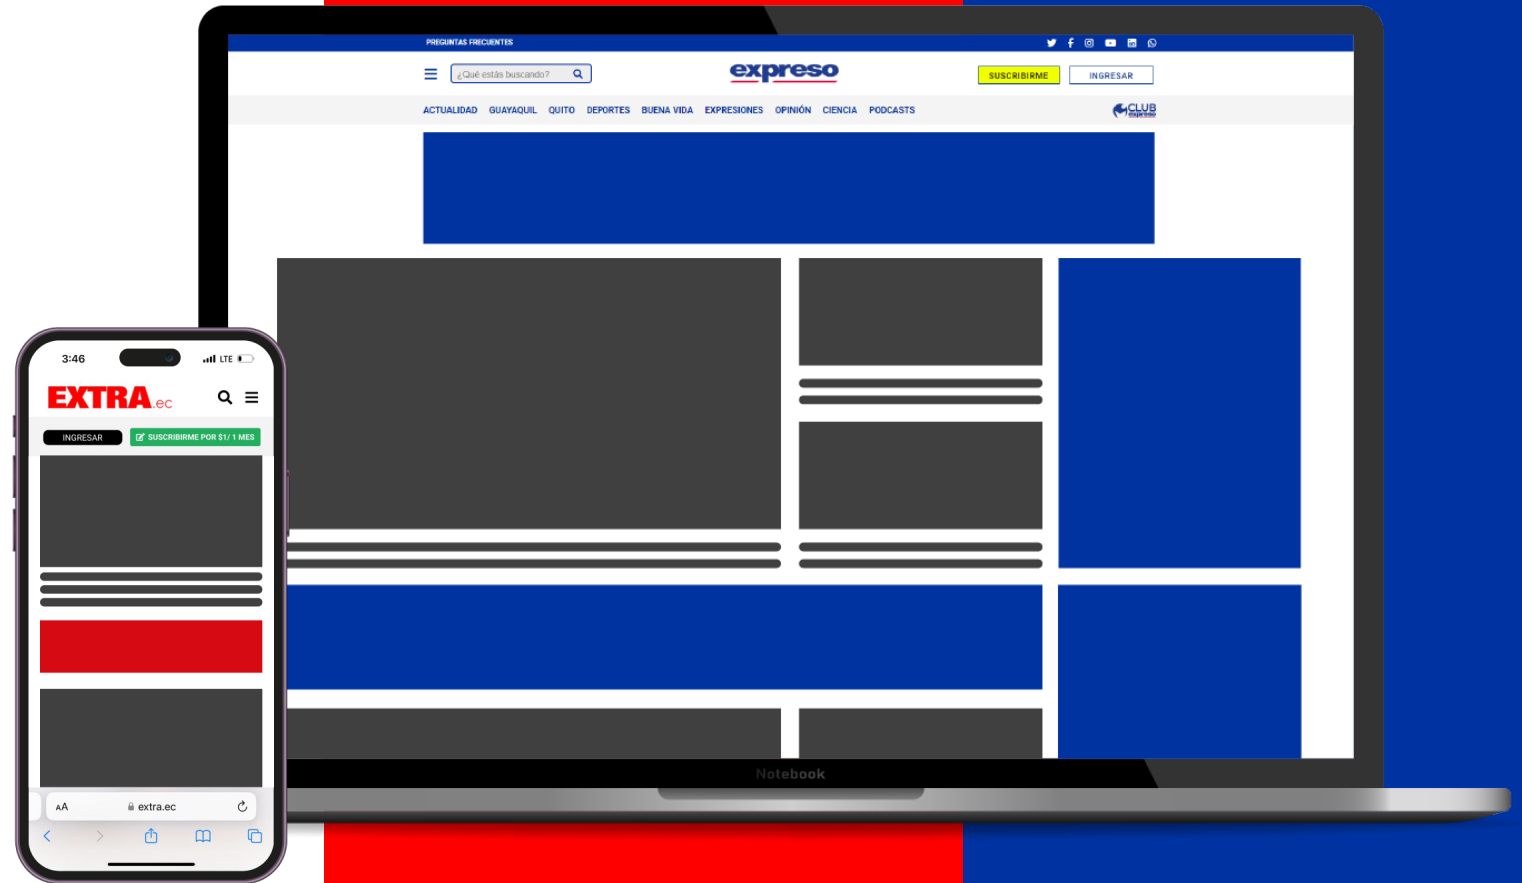 PREGUNTAS FRECUENTES
¿Qué estás buscando?
expreso
SUSCRIBIRME
INGRESAR
ACTUALIDAD GUAYAQUIL QUITO DEPORTES BUENA VIDA EXPRESIONES OPINIÓN CIENCIA PODCASTS
CLUB
expreso
3:46
LTE
EXTRA.ec
INGRESAR
SUSCRIBIRME POR $1/ 1 MES
Notebook
AA
extra.ec